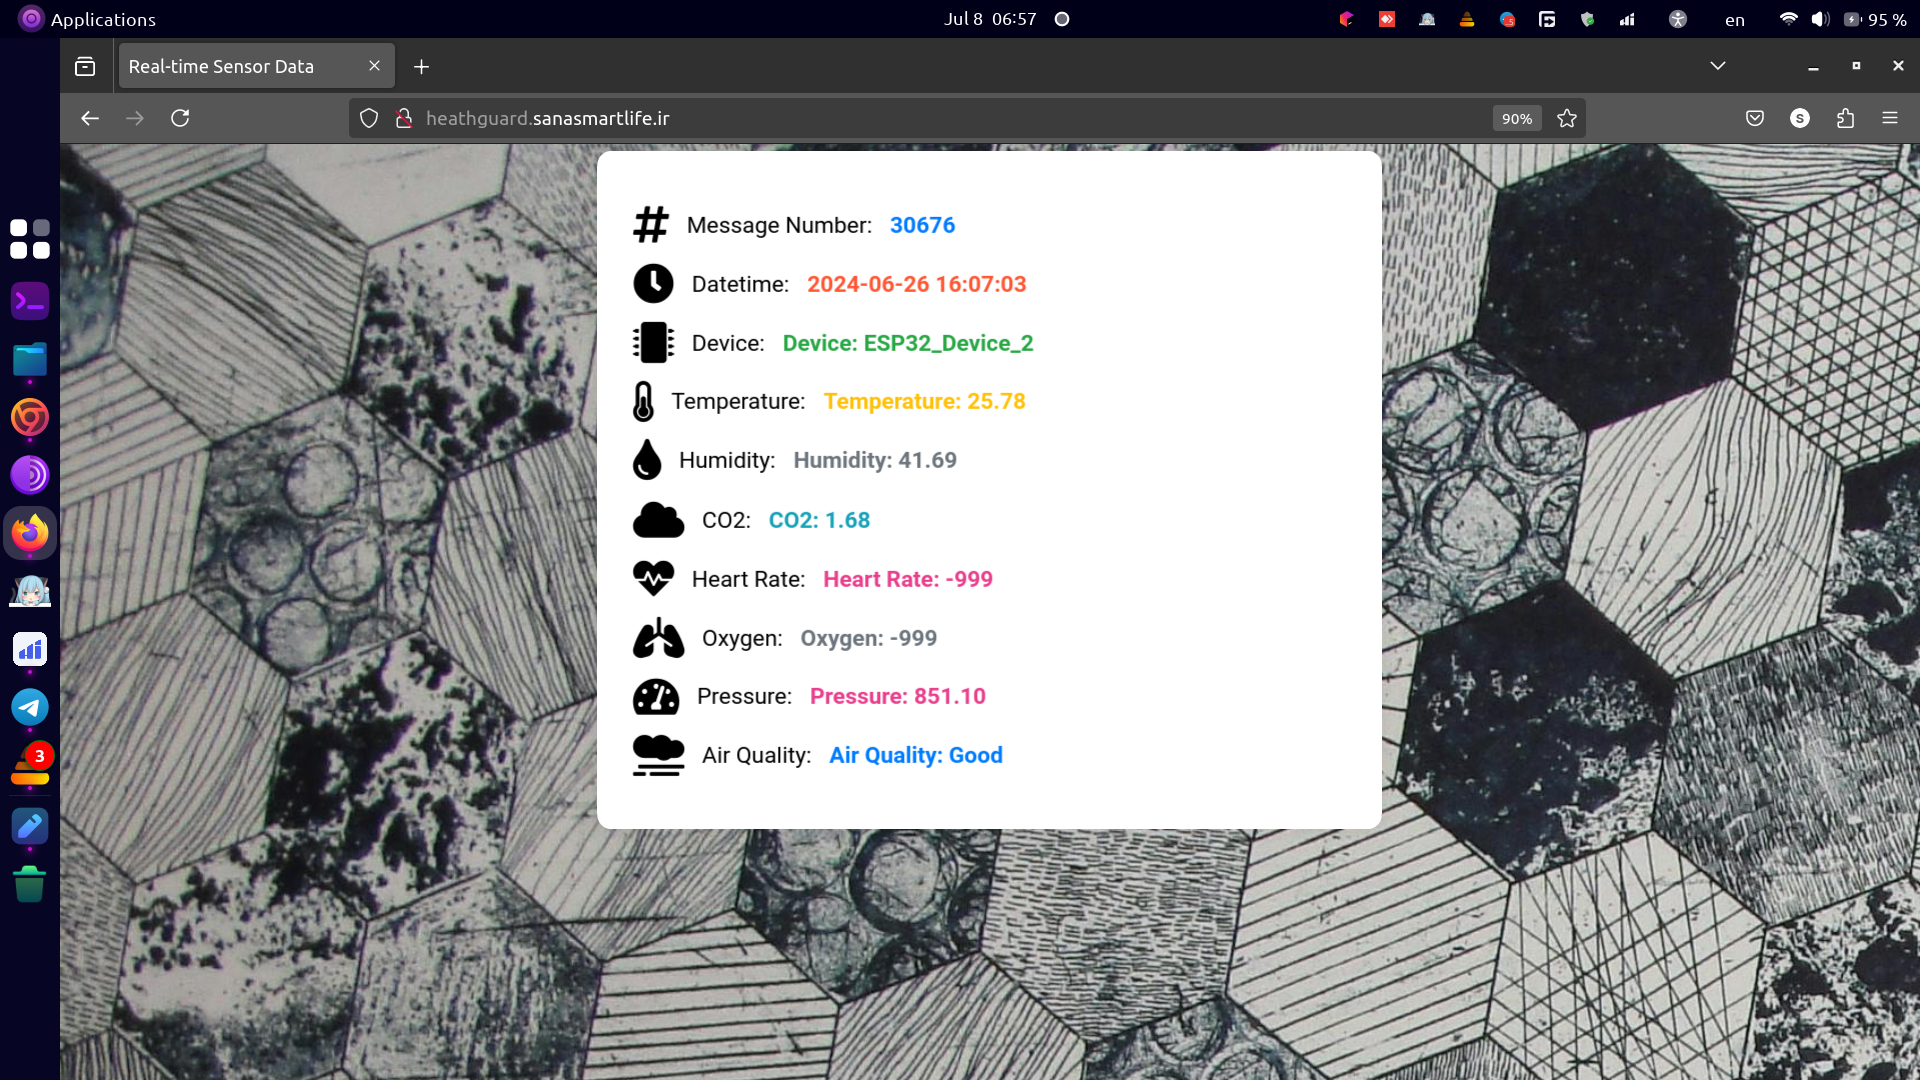 Applications
Jul 8 06:57
en
95 %
Real-time Sensor Data
heathguard.sanasmartlife.ir
90%
S
Message Number: 30676
Datetime: 2024-06-26 16:07:03
Device: Device: ESP32_Device_2
Temperature: Temperature: 25.78
Humidity: Humidity: 41.69
CO2: CO2: 1.68
Heart Rate: Heart Rate: -999
Oxygen: Oxygen: -999
Pressure: Pressure: 851.10
3
Air Quality: Air Quality: Good